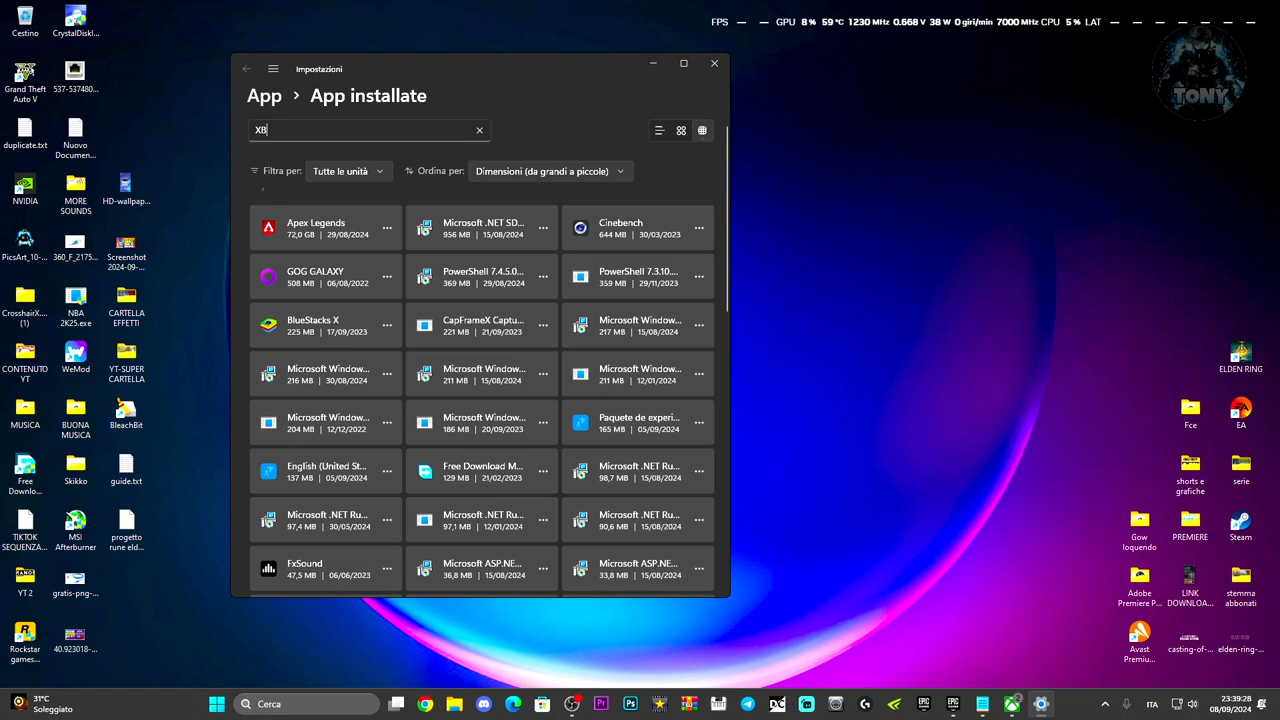 FPS — — GPU 8 % 59 °C 1230 MHz 0.668 V 38 W 0 giri/min 7000 MHz CPU 5 % LAT — — — — — — —
TONY
Cestino
CrystalDiskI...
Grand Theft Auto V
537-537480...
duplicate.txt
Nuovo Documen...
NVIDIA
MORE SOUNDS
HD-wallpap...
PicsArt_10-...
360_F_2175...
Screenshot 2024-09-...
CrosshairX.... (1)
NBA 2K25.exe
CARTELLA EFFETTI
CONTENUTO YT
WeMod
YT-SUPER CARTELLA
MUSICA
BUONA MUSICA
BleachBit
Free Downlo...
Skikko
guide.txt
TIKTOK SEQUENZA...
MSI Afterburner
progetto rune eld...
YT 2
gratis-png-...
Rockstar games...
40.923018-...
Impostazioni
App > App installate
XB
Filtra per: Tutte le unità
Ordina per: Dimensioni (da grandi a piccole)
Apex Legends
72,0 GB | 29/08/2024
Microsoft .NET SD...
956 MB | 15/08/2024
Cinebench
644 MB | 30/03/2023
GOG GALAXY
508 MB | 06/08/2022
PowerShell 7.4.5.0...
369 MB | 29/08/2024
PowerShell 7.3.10....
359 MB | 29/11/2023
BlueStacks X
225 MB | 17/09/2023
CapFrameX Captu...
221 MB | 21/09/2023
Microsoft Window...
217 MB | 15/08/2024
Microsoft Window...
216 MB | 30/08/2024
Microsoft Window...
211 MB | 15/08/2024
Microsoft Window...
211 MB | 12/01/2024
Microsoft Window...
204 MB | 12/12/2022
Microsoft Window...
186 MB | 20/09/2023
Paquete de experi...
165 MB | 05/09/2024
English (United St...
137 MB | 05/09/2024
Free Download M...
129 MB | 21/02/2023
Microsoft .NET Ru...
98,7 MB | 15/08/2024
Microsoft .NET Ru...
97,4 MB | 30/05/2024
Microsoft .NET Ru...
97,1 MB | 12/01/2024
Microsoft .NET Ru...
90,6 MB | 15/08/2024
FxSound
47,5 MB | 06/06/2023
Microsoft ASP.NE...
36,8 MB | 15/08/2024
Microsoft ASP.NE...
33,8 MB | 15/08/2024
ELDEN RING
Fce
EA
shorts e grafiche
serie
Gow loquendo
PREMIERE
Steam
Adobe Premiere P...
LINK DOWNLOA...
stemma abbonati
Avast Premiu...
casting-of-...
elden-ring-...
31°C
Soleggiato
Cerca
2
ITA
23:39:28
08/09/2024